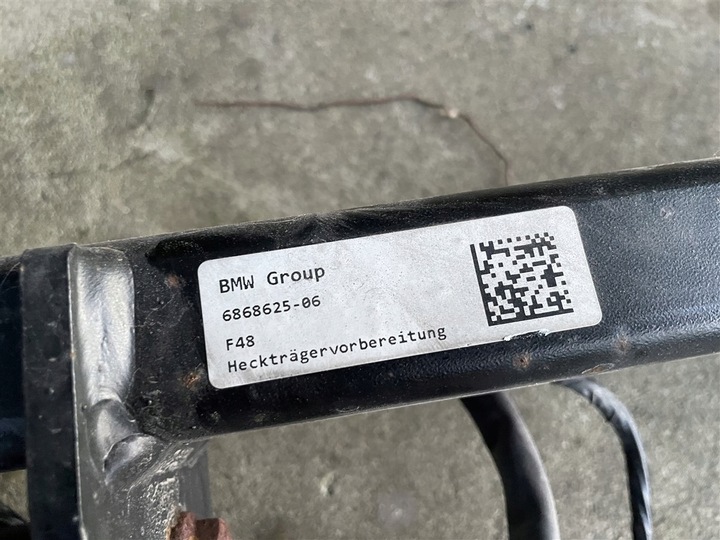 BMW Group
6868625-06
F48
Heckträgervorbereitung